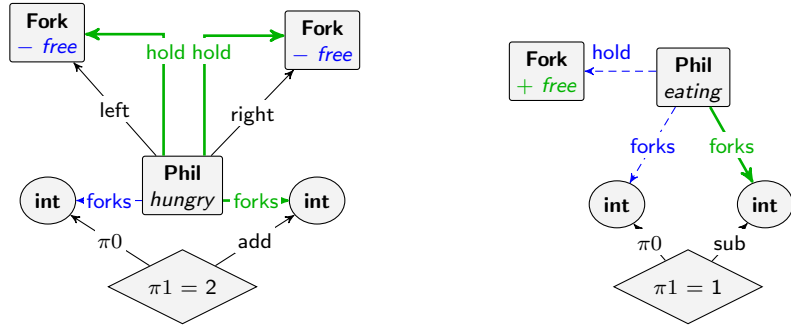 Fork
− free
Fork
− free
hold hold
left
right
Phil
hungry
int
forks
forks
int
π0
add
π1 = 2
Fork
+ free
hold
Phil
eating
forks
forks
int
int
π0
sub
π1 = 1